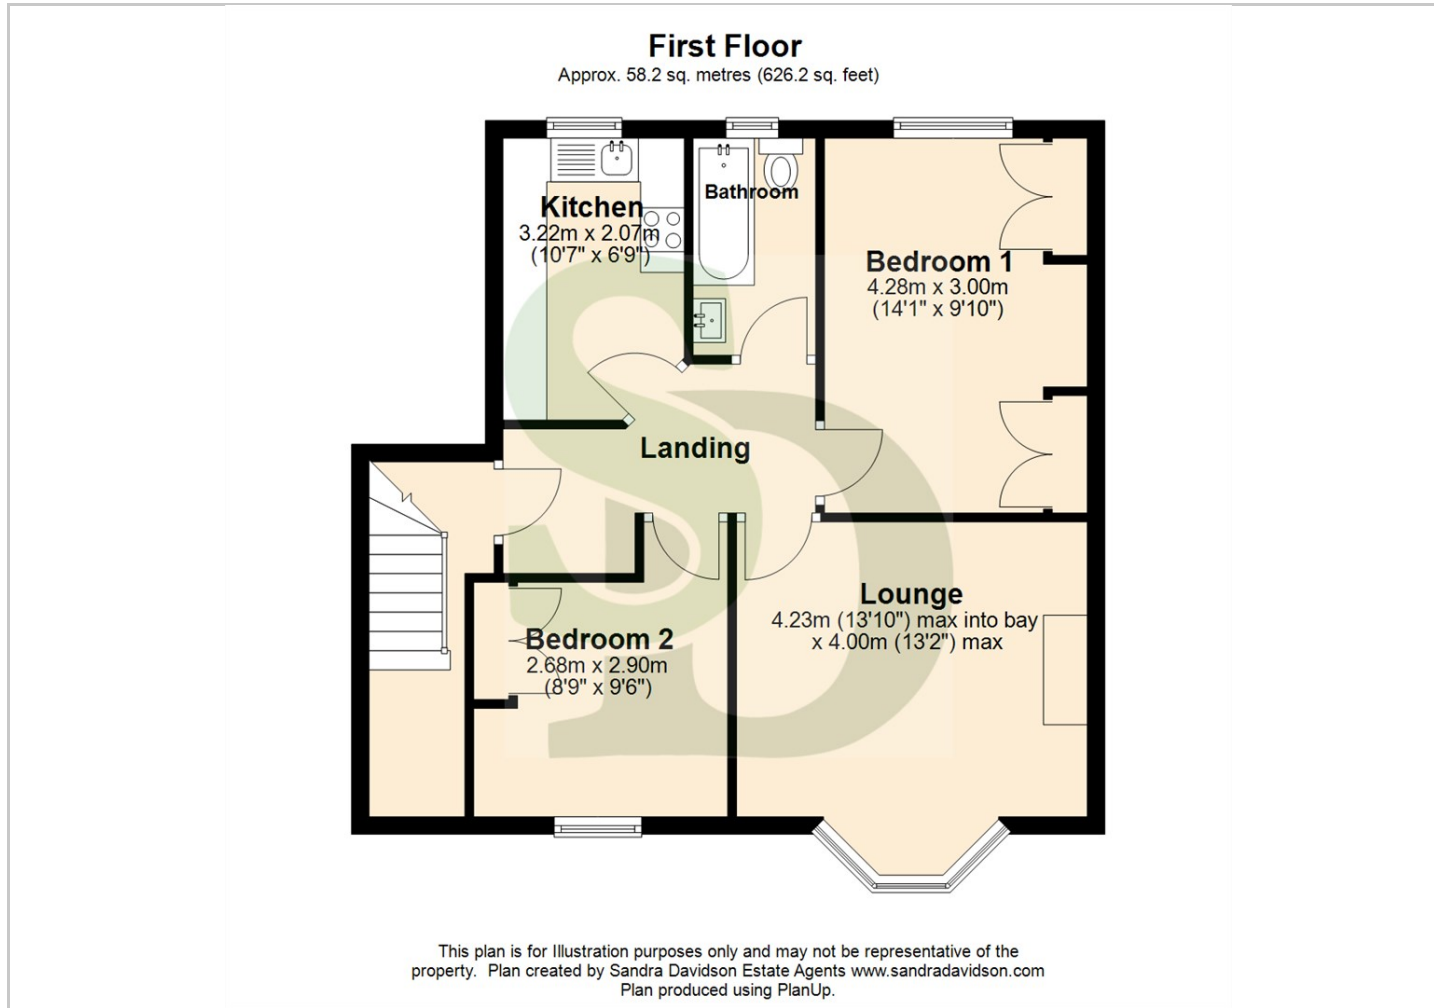 First Floor
Approx. 58.2 sq. metres (626.2 sq. feet)
Kitchen
3.22m x 2.07m
(10'7" x 6'9")
Bathroom
Bedroom 1
4.28m x 3.00m
(14'1" x 9'10")
Landing
Bedroom 2
2.68m x 2.90m
(8'9" x 9'6")
Lounge
4.23m (13'10") max into bay
x 4.00m (13'2") max
SD
This plan is for Illustration purposes only and may not be representative of the
property. Plan created by Sandra Davidson Estate Agents www.sandradavidson.com
Plan produced using PlanUp.